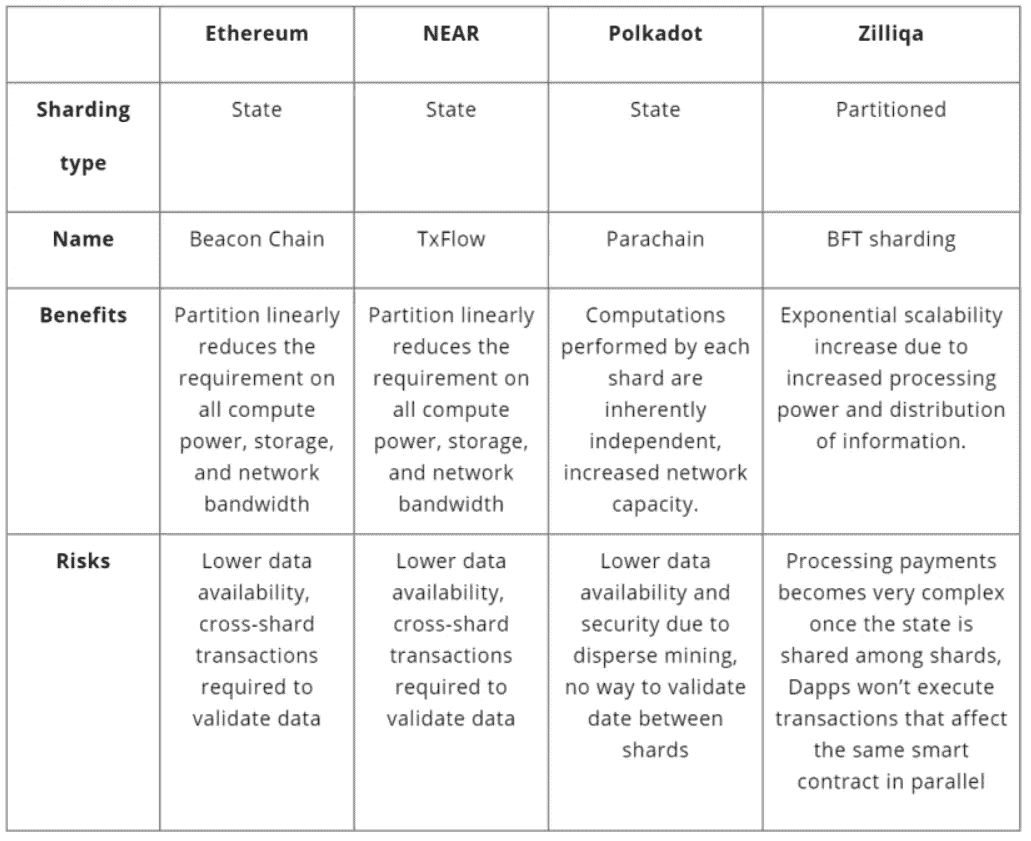 Ethereum NEAR Polkadot Zilliqa
Sharding
type
State State State Partitioned
Name Beacon Chain TxFlow Parachain BFT sharding
Benefits
Partition linearly
reduces the
requirement on
all compute
power, storage,
and network
bandwidth
Partition linearly
reduces the
requirement on
all compute
power, storage,
and network
bandwidth
Computations
performed by each
shard are
inherently
independent,
increased network
capacity.
Exponential scalability
increase due to
increased processing
power and distribution
of information.
Risks
Lower data
availability,
cross-shard
transactions
required to
validate data
Lower data
availability,
cross-shard
transactions
required to
validate data
Lower data
availability and
security due to
disperse mining,
no way to validate
date between
shards
Processing payments
becomes very complex
once the state is
shared among shards,
Dapps won’t execute
transactions that affect
the same smart
contract in parallel